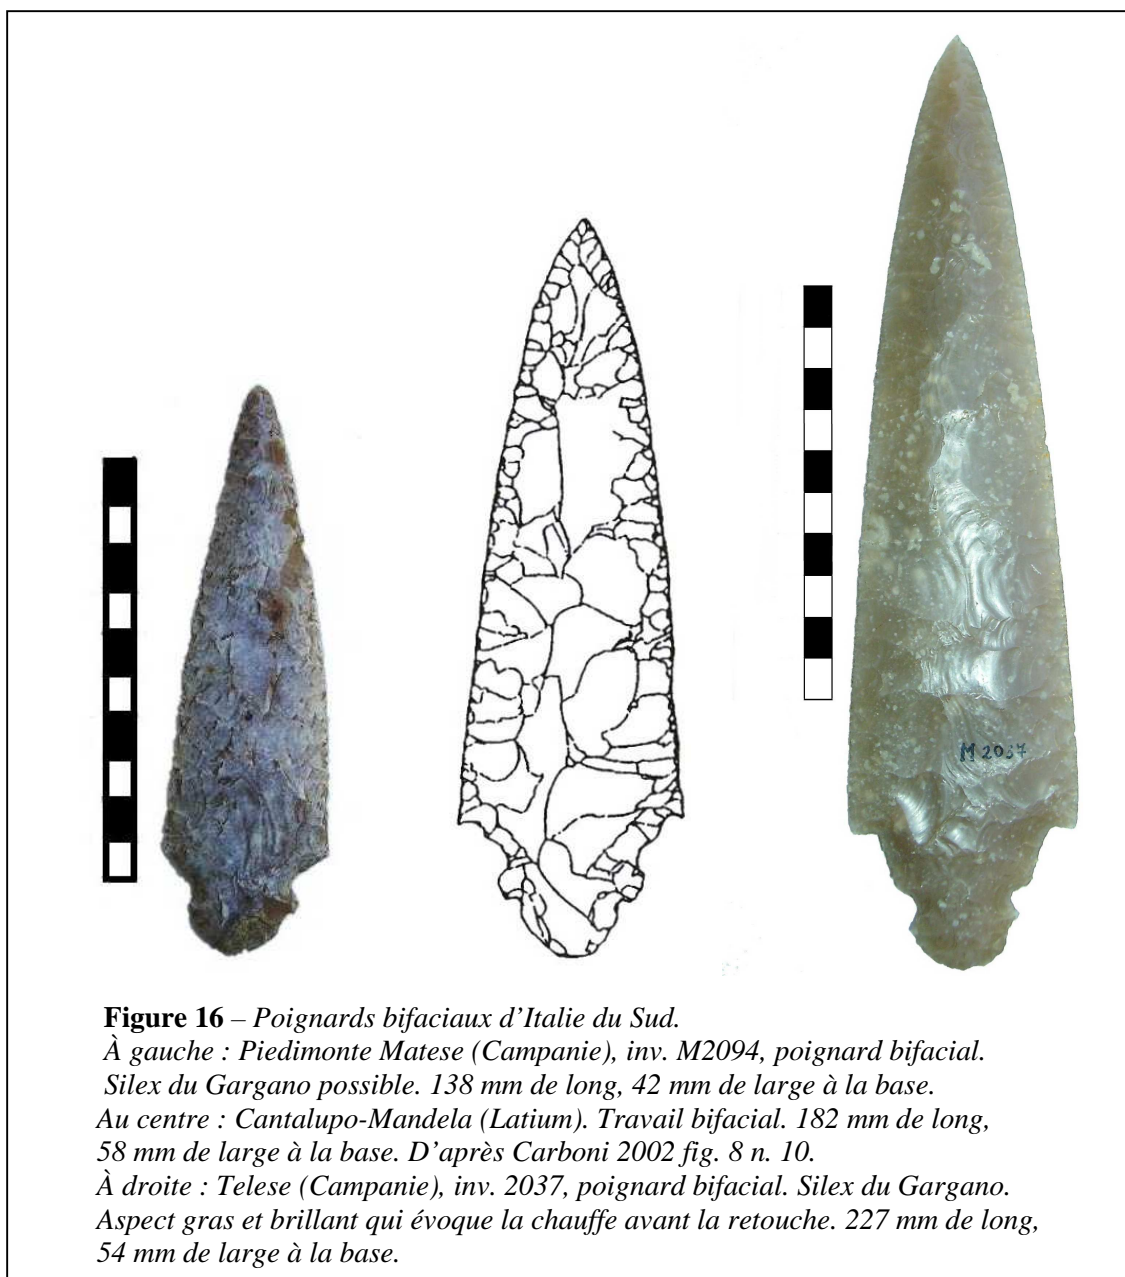 M 2037
Figure 16 – Poignards bifaciaux d'Italie du Sud.
À gauche : Piedimonte Matese (Campanie), inv. M2094, poignard bifacial.
Silex du Gargano possible. 138 mm de long, 42 mm de large à la base.
Au centre : Cantalupo-Mandela (Latium). Travail bifacial. 182 mm de long,
58 mm de large à la base. D'après Carboni 2002 fig. 8 n. 10.
À droite : Telese (Campanie), inv. 2037, poignard bifacial. Silex du Gargano.
Aspect gras et brillant qui évoque la chauffe avant la retouche. 227 mm de long,
54 mm de large à la base.